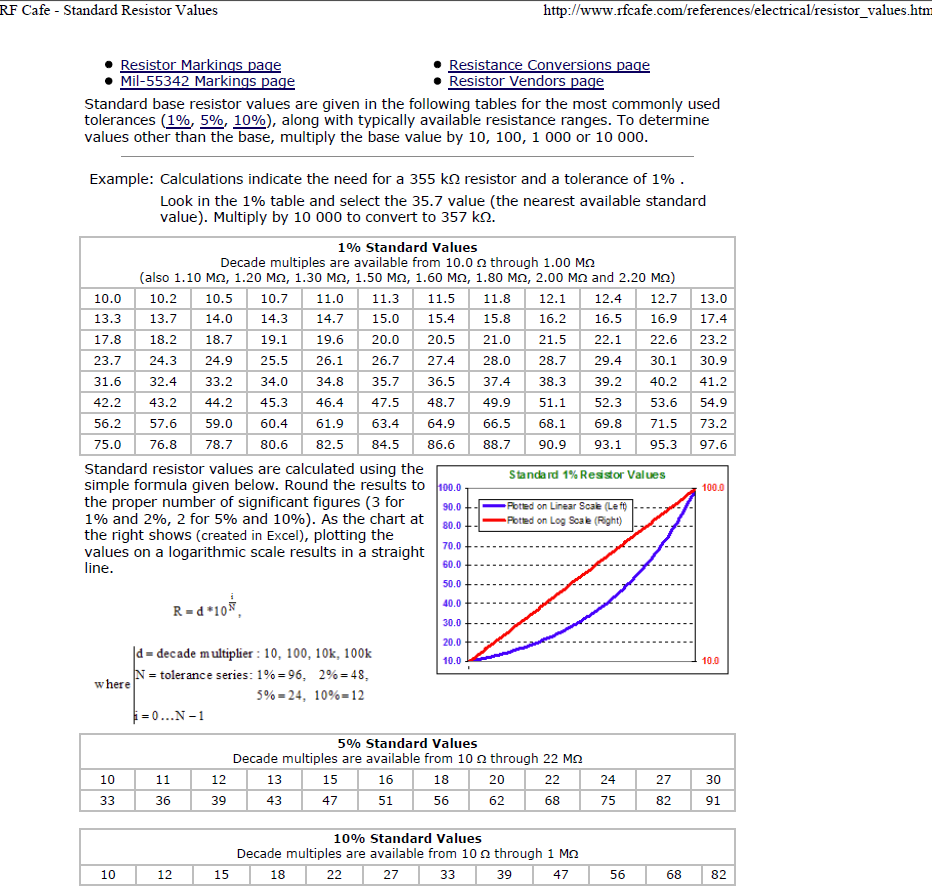 RF Cafe - Standard Resistor Values http://www.rfcafe.com/references/electrical/resistor_values.htm
• Resistor Markings page • Resistance Conversions page
• Mil-55342 Markings page • Resistor Vendors page
Standard base resistor values are given in the following tables for the most commonly used
tolerances (1%, 5%, 10%), along with typically available resistance ranges. To determine
values other than the base, multiply the base value by 10, 100, 1 000 or 10 000.
Example: Calculations indicate the need for a 355 kΩ resistor and a tolerance of 1% .
Look in the 1% table and select the 35.7 value (the nearest available standard
value). Multiply by 10 000 to convert to 357 kΩ.
1% Standard Values
Decade multiples are available from 10.0 Ω through 1.00 MΩ
(also 1.10 MΩ, 1.20 MΩ, 1.30 MΩ, 1.50 MΩ, 1.60 MΩ, 1.80 MΩ, 2.00 MΩ and 2.20 MΩ)
10.0 10.2 10.5 10.7 11.0 11.3 11.5 11.8 12.1 12.4 12.7 13.0
13.3 13.7 14.0 14.3 14.7 15.0 15.4 15.8 16.2 16.5 16.9 17.4
17.8 18.2 18.7 19.1 19.6 20.0 20.5 21.0 21.5 22.1 22.6 23.2
23.7 24.3 24.9 25.5 26.1 26.7 27.4 28.0 28.7 29.4 30.1 30.9
31.6 32.4 33.2 34.0 34.8 35.7 36.5 37.4 38.3 39.2 40.2 41.2
42.2 43.2 44.2 45.3 46.4 47.5 48.7 49.9 51.1 52.3 53.6 54.9
56.2 57.6 59.0 60.4 61.9 63.4 64.9 66.5 68.1 69.8 71.5 73.2
75.0 76.8 78.7 80.6 82.5 84.5 86.6 88.7 90.9 93.1 95.3 97.6
Standard resistor values are calculated using the
simple formula given below. Round the results to
the proper number of significant figures (3 for
1% and 2%, 2 for 5% and 10%). As the chart at
the right shows (created in Excel), plotting the
values on a logarithmic scale results in a straight
line.
R = d *10^(i/N),
where
d = decade multiplier : 10, 100, 10k, 100k
N = tolerance series: 1% = 96, 2% = 48,
5% = 24, 10% = 12
i = 0...N − 1
Standard 1% Resistor Values
Plotted on Linear Scale (Left)
Plotted on Log Scale (Right)
100.0 100.0
90.0
80.0
70.0
60.0
50.0
40.0
30.0
20.0
10.0 10.0
5% Standard Values
Decade multiples are available from 10 Ω through 22 MΩ
10 11 12 13 15 16 18 20 22 24 27 30
33 36 39 43 47 51 56 62 68 75 82 91
10% Standard Values
Decade multiples are available from 10 Ω through 1 MΩ
10 12 15 18 22 27 33 39 47 56 68 82